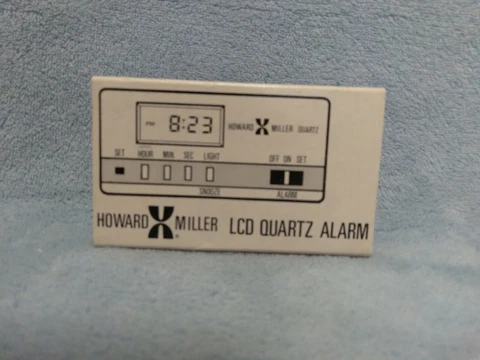 PM 8:23
HOWARD MILLER QUARTZ
SET HOUR MIN. SEC LIGHT OFF ON SET
SNOOZE ALARM
HOWARD MILLER LCD QUARTZ ALARM